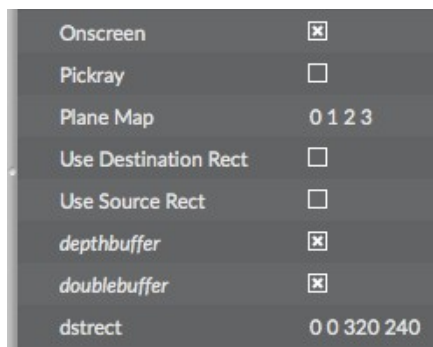 Onscreen
Pickray
Plane Map 0 1 2 3
Use Destination Rect
Use Source Rect
depthbuffer
doublebuffer
dstrect 0 0 320 240